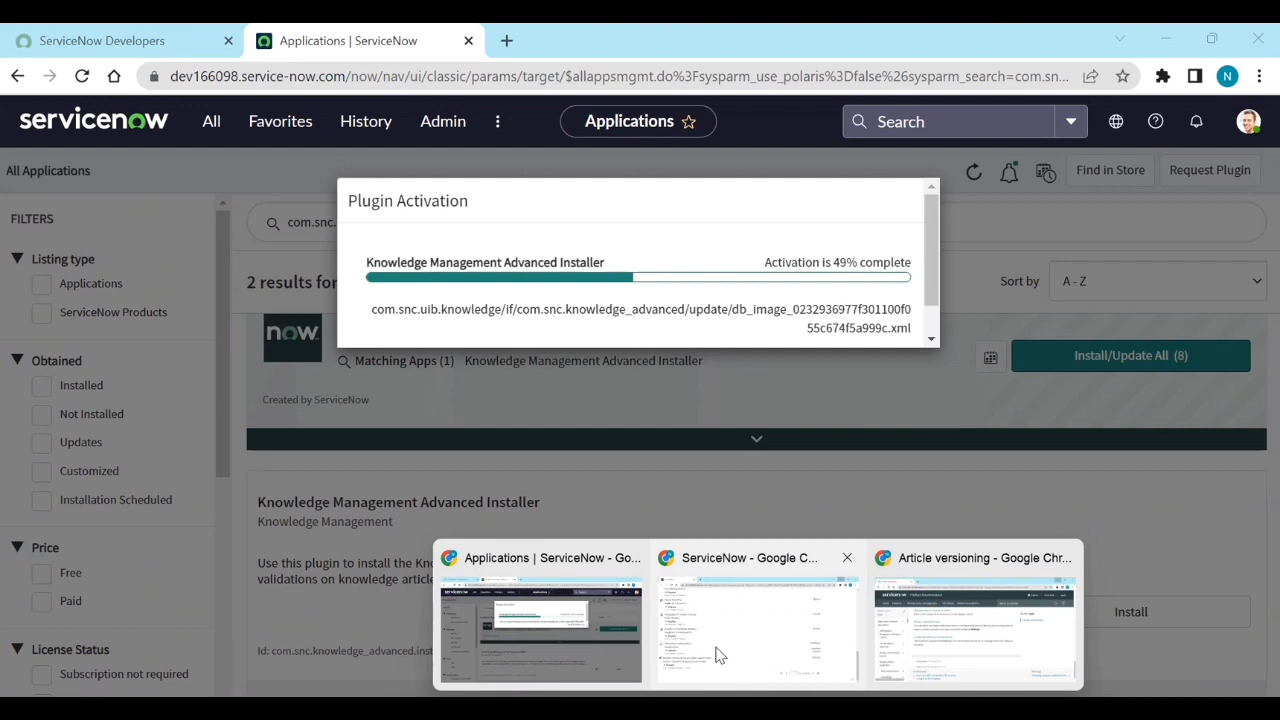 ServiceNow Developers
Applications | ServiceNow
dev166098.service-now.com/now/nav/ui/classic/params/target/$allappsmgmt.do%3Fsysparm_use_polaris%3Dfalse%26sysparm_search=com.sn...
N
servicenow
All
Favorites
History
Admin
Applications
Search
All Applications
Find in Store
Request Plugin
FILTERS
Listing type
Applications
ServiceNow Products
Obtained
Installed
Not Installed
Updates
Customized
Installation Scheduled
Price
Free
Paid
License Status
Subscription not required
com.snc.
2 results for
Sort by
A - Z
Plugin Activation
Knowledge Management Advanced Installer
Activation is 49% complete
com.snc.uib.knowledge/if/com.snc.knowledge_advanced/update/db_image_0232936977f301100f0
55c674f5a999c.xml
now.
Matching Apps (1) Knowledge Management Advanced Installer
Install/Update All (8)
Created by ServiceNow
Knowledge Management Advanced Installer
Knowledge Management
Use this plugin to install the
validations on knowledge
Id: com.snc.knowledge_advanced.
Install
Applications | ServiceNow - Go...
ServiceNow - Google C...
Article versioning - Google Chr...